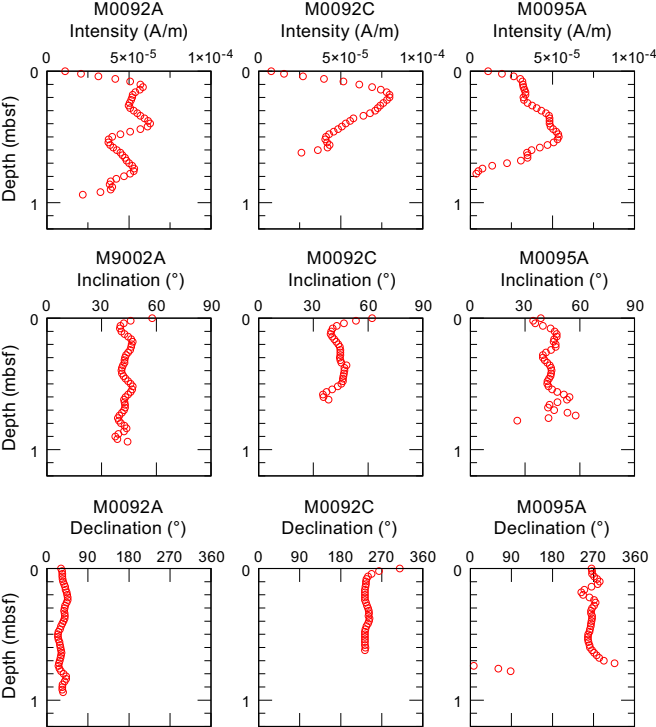 M0092A M0092C M0095A
Intensity (A/m) Intensity (A/m) Intensity (A/m)
0 5×10⁻⁵ 1×10⁻⁴ 0 5×10⁻⁵ 1×10⁻⁴ 0 5×10⁻⁵ 1×10⁻⁴
0 0 0
Depth (mbsf)
1 1 1
M9002A M0092C M0095A
Inclination (°) Inclination (°) Inclination (°)
0 30 60 90 0 30 60 90 0 30 60 90
0 0 0
Depth (mbsf)
1 1 1
M0092A M0092C M0095A
Declination (°) Declination (°) Declination (°)
0 90 180 270 360 0 90 180 270 360 0 90 180 270 360
0 0 0
Depth (mbsf)
1 1 1